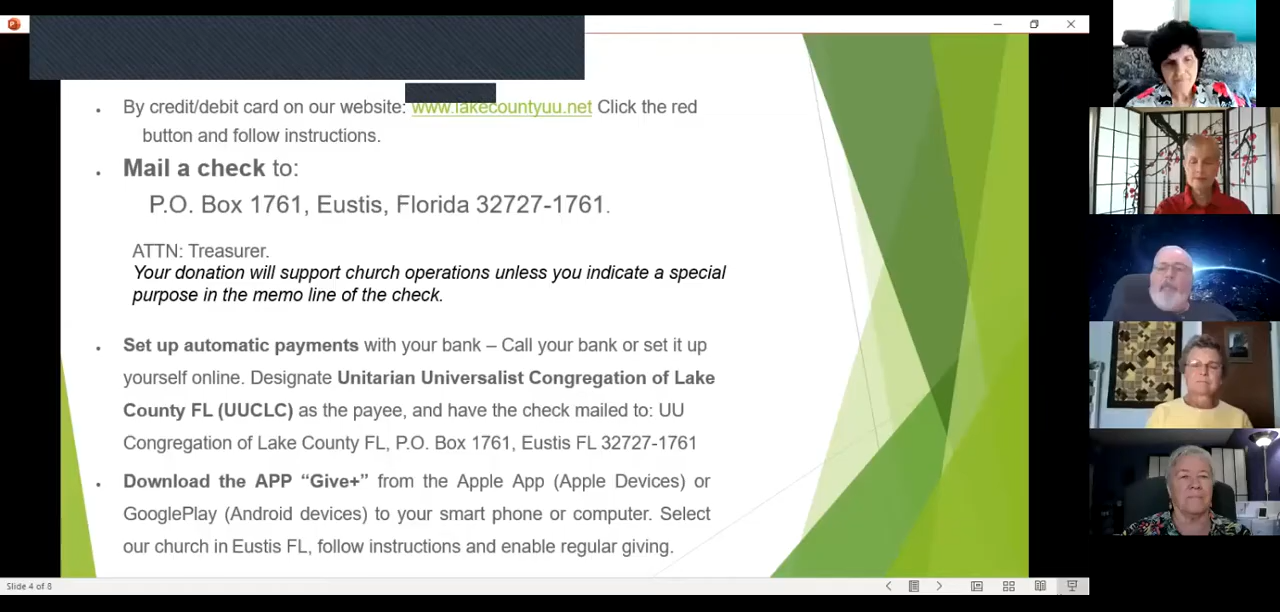 By credit/debit card on our website: www.lakecountyuu.net Click the red
button and follow instructions.
Mail a check to:
P.O. Box 1761, Eustis, Florida 32727-1761.
ATTN: Treasurer.
Your donation will support church operations unless you indicate a special
purpose in the memo line of the check.
Set up automatic payments with your bank – Call your bank or set it up
yourself online. Designate Unitarian Universalist Congregation of Lake
County FL (UUCLC) as the payee, and have the check mailed to: UU
Congregation of Lake County FL, P.O. Box 1761, Eustis FL 32727-1761
Download the APP “Give+” from the Apple App (Apple Devices) or
GooglePlay (Android devices) to your smart phone or computer. Select
our church in Eustis FL, follow instructions and enable regular giving.
Slide 4 of 8